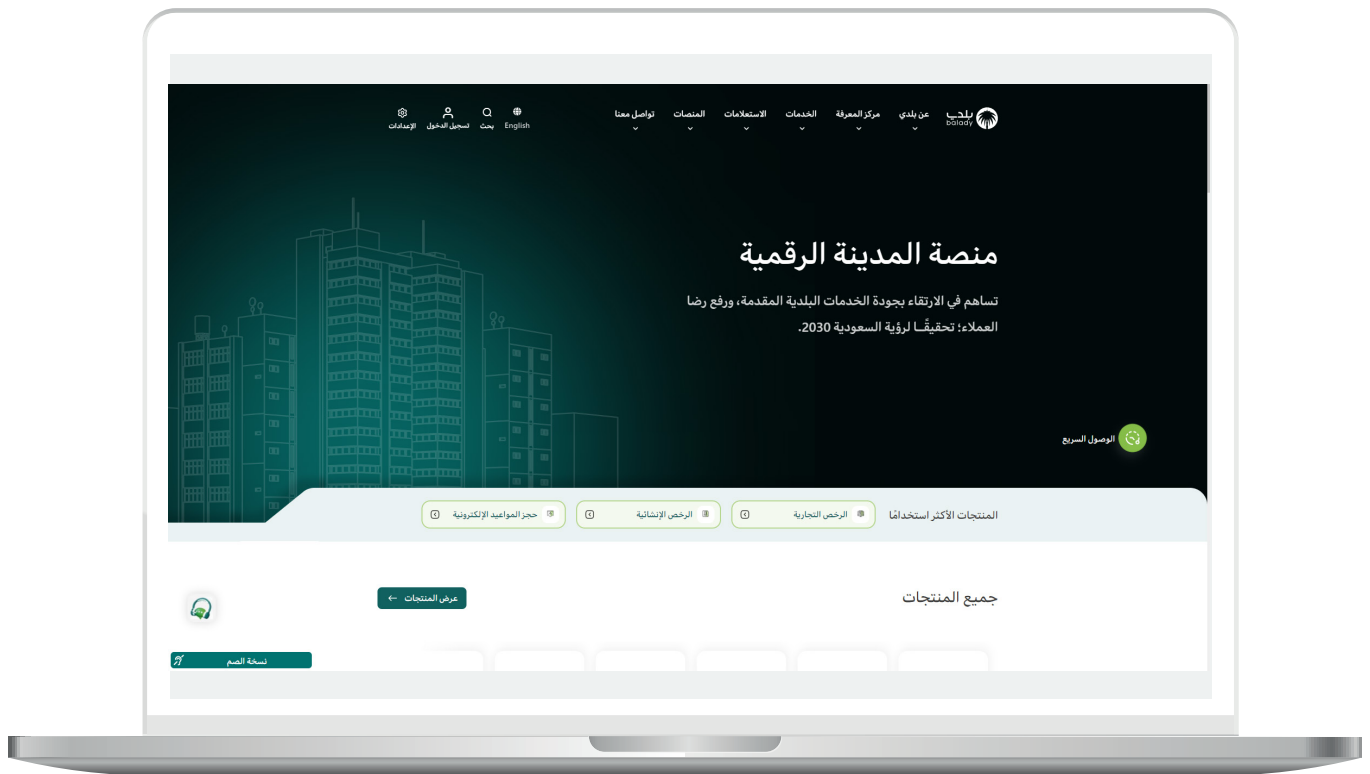 بلدي
balady
عن بلدي
مركز المعرفة
الخدمات
الاستعلامات
المنصات
تواصل معنا
English
بحث
تسجيل الدخول
الإعدادات
منصة المدينة الرقمية
تساهم في الارتقاء بجودة الخدمات البلدية المقدمة، ورفع رضا
العملاء؛ تحقيقًـا لرؤية السعودية 2030.
الوصول السريع
المنتجات الأكثر استخدامًا
الرخص التجارية
الرخص الإنشائية
حجز المواعيد الإلكترونية
جميع المنتجات
عرض المنتجات
نسخة الصم